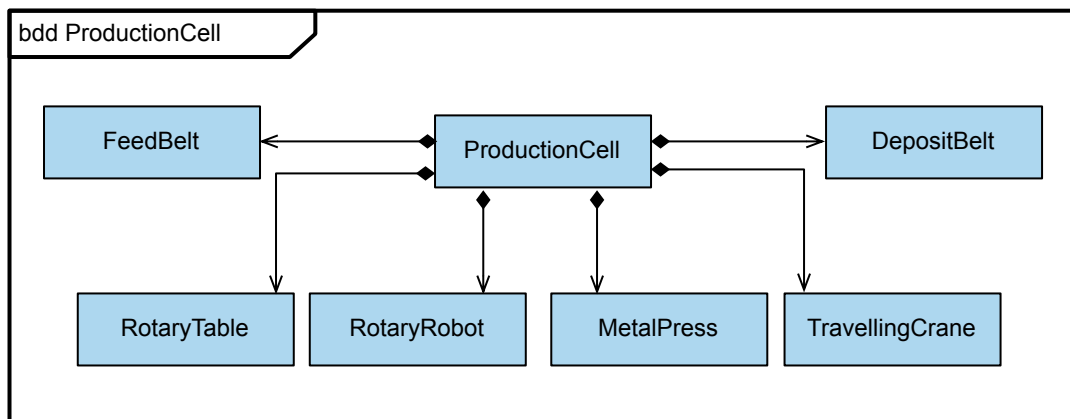 bdd ProductionCell
FeedBelt
ProductionCell
DepositBelt
RotaryTable
RotaryRobot
MetalPress
TravellingCrane